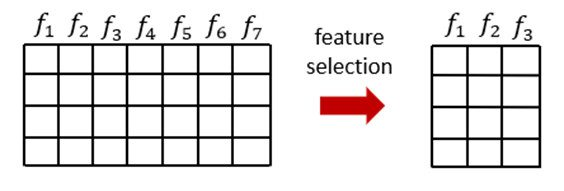 f₁ f₂ f₃ f₄ f₅ f₆ f₇
feature
selection
f₁ f₂ f₃